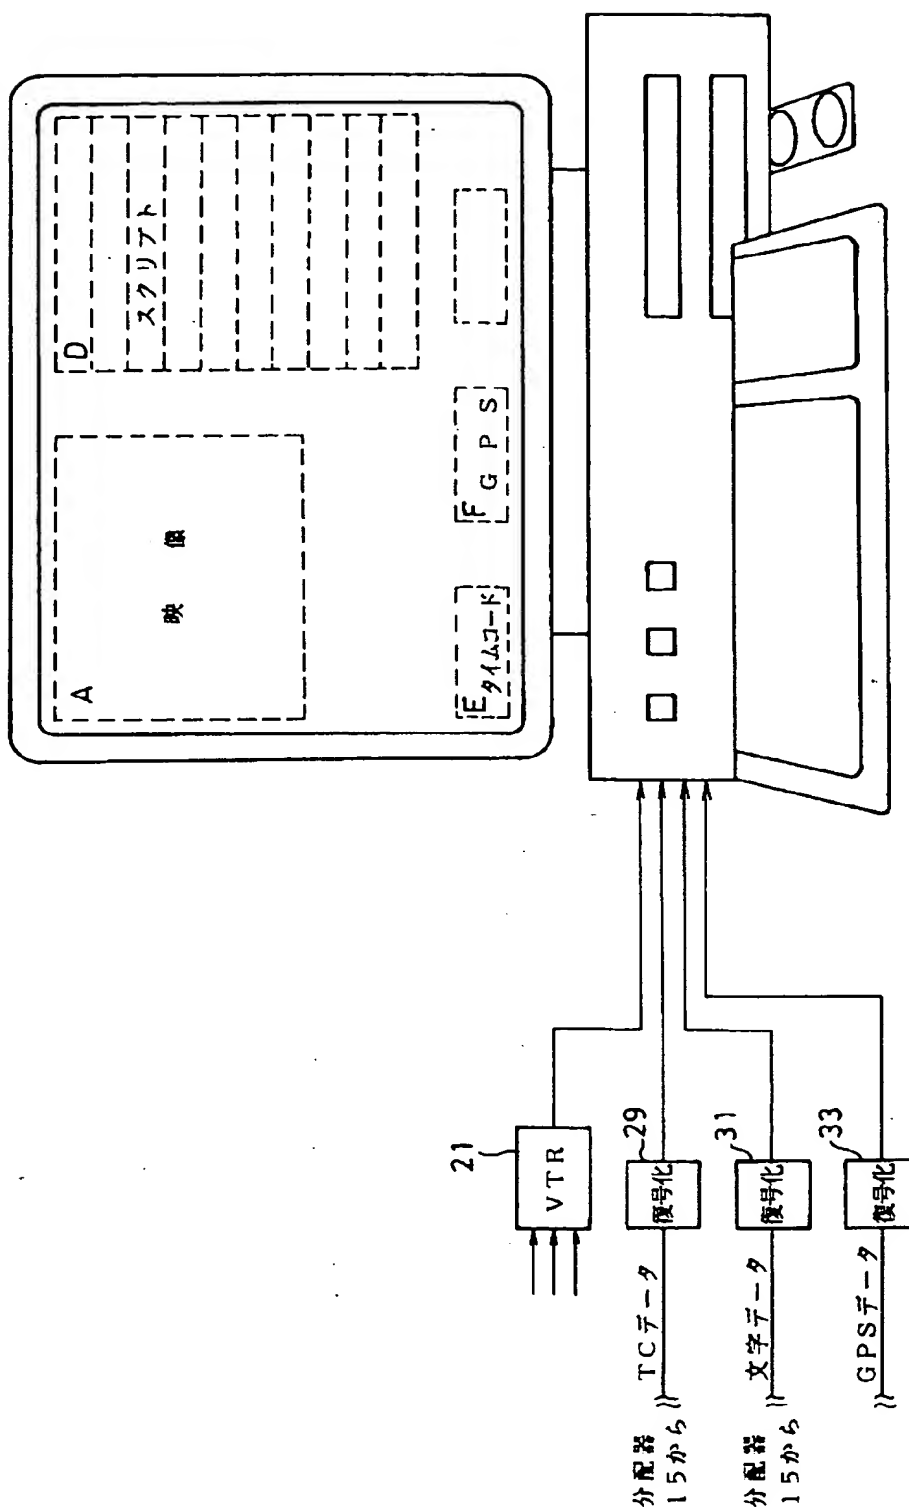 A
映 像
D
スクリプト
E
タイムコード
F
G P S
21
VTR
29
復号化
TCデータ
分配器
15から
31
復号化
文字データ
分配器
15から
33
復号化
GPSデータ